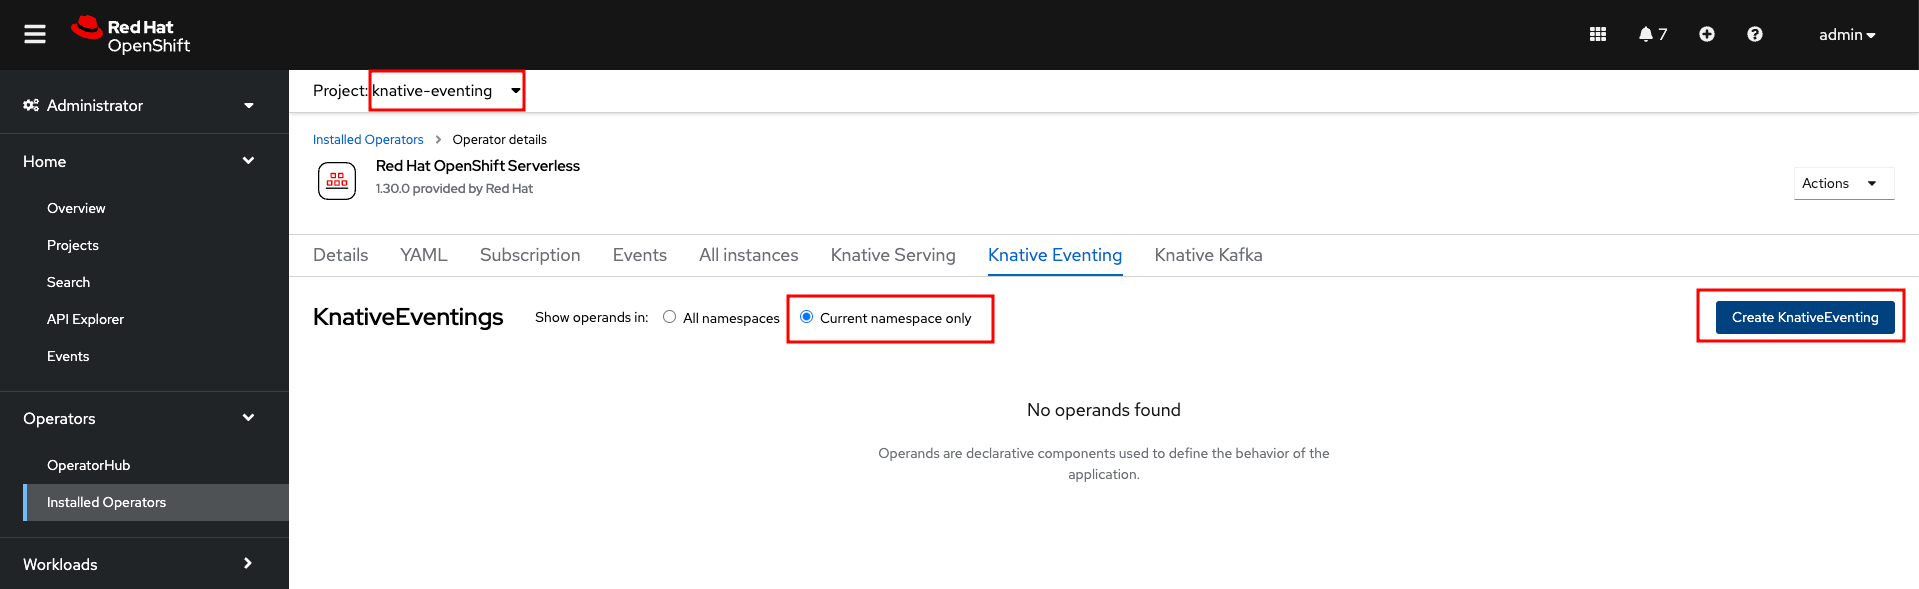 Red Hat
OpenShift
7
admin
Administrator
Home
Overview
Projects
Search
API Explorer
Events
Operators
OperatorHub
Installed Operators
Workloads
Project: knative-eventing
Installed Operators > Operator details
Red Hat OpenShift Serverless
1.30.0 provided by Red Hat
Actions
Details YAML Subscription Events All instances Knative Serving Knative Eventing Knative Kafka
KnativeEventings Show operands in: All namespaces Current namespace only Create KnativeEventing
No operands found
Operands are declarative components used to define the behavior of the
application.